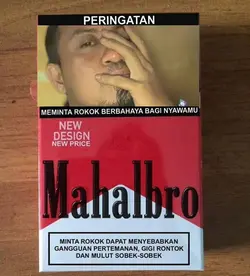 PERINGATAN
MEMINTA ROKOK BERBAHAYA BAGI NYAWAMU
NEW
DESIGN
NEW PRICE
Mahalbro
MINTA ROKOK DAPAT MENYEBABKAN
GANGGUAN PERTEMANAN, GIGI RONTOK
DAN MULUT SOBEK-SOBEK